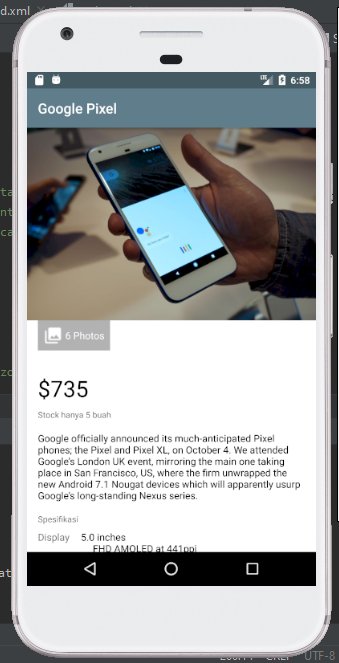 d.xml
6:58
Google Pixel
6 Photos
$735
Stock hanya 5 buah
Google officially announced its much-anticipated Pixel
phones; the Pixel and Pixel XL, on October 4. We attended
Google's London UK event, mirroring the main one taking
place in San Francisco, US, where the firm unwrapped the
new Android 7.1 Nougat devices which will apparently usurp
Google's long-standing Nexus series.
Spesifikasi
Display 5.0 inches
FHD AMOLED at 441ppi
UTF-8